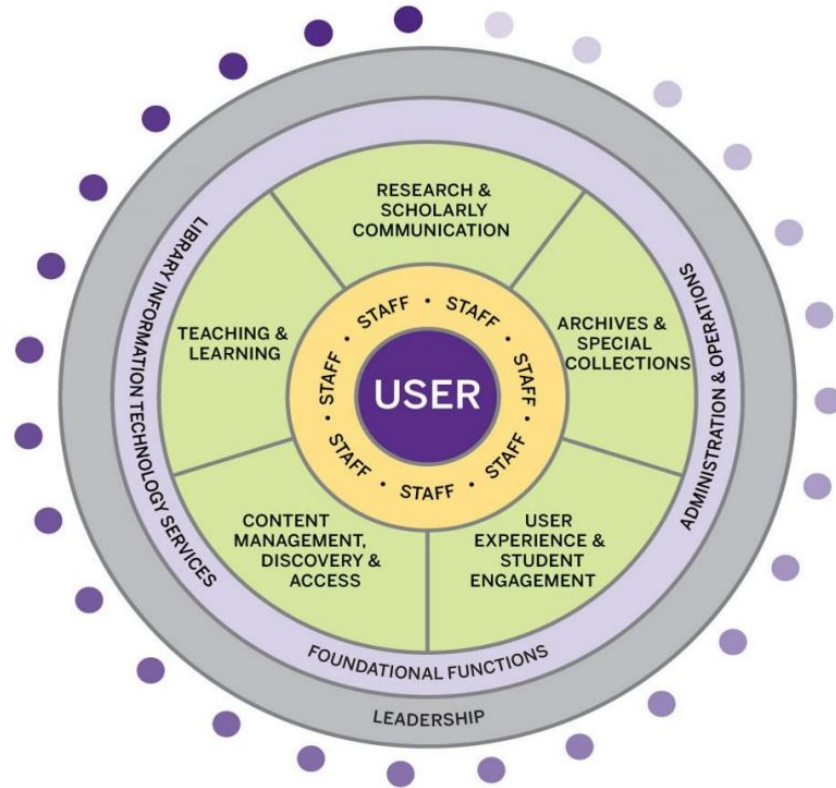 RESEARCH &
SCHOLARLY
COMMUNICATION
TEACHING &
LEARNING
ARCHIVES &
SPECIAL
COLLECTIONS
CONTENT
MANAGEMENT,
DISCOVERY &
ACCESS
USER
EXPERIENCE &
STUDENT
ENGAGEMENT
STAFF · STAFF · STAFF · STAFF · STAFF · STAFF · STAFF ·
USER
LIBRARY INFORMATION TECHNOLOGY SERVICES
ADMINISTRATION & OPERATIONS
FOUNDATIONAL FUNCTIONS
LEADERSHIP